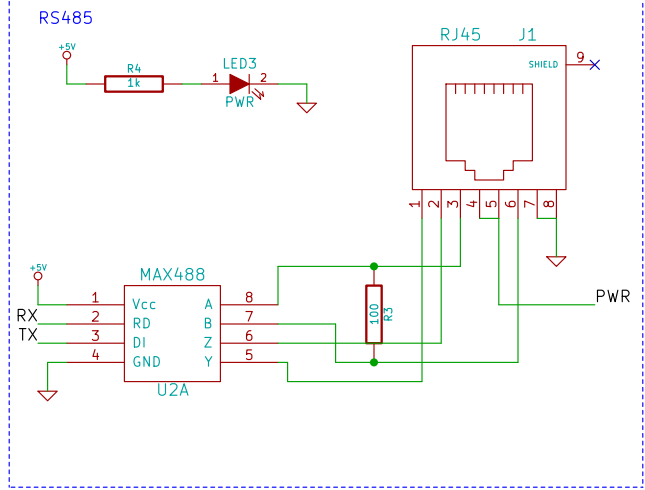 RS485
RJ45 J1
+5V
R4
1k
LED3
1 2
PWR
SHIELD 9
1 2 3 4 5 6 7 8
+5V
MAX488
1 Vcc A 8
RX 2 RD B 7
TX 3 DI Z 6
4 GND Y 5
U2A
100 R3
PWR